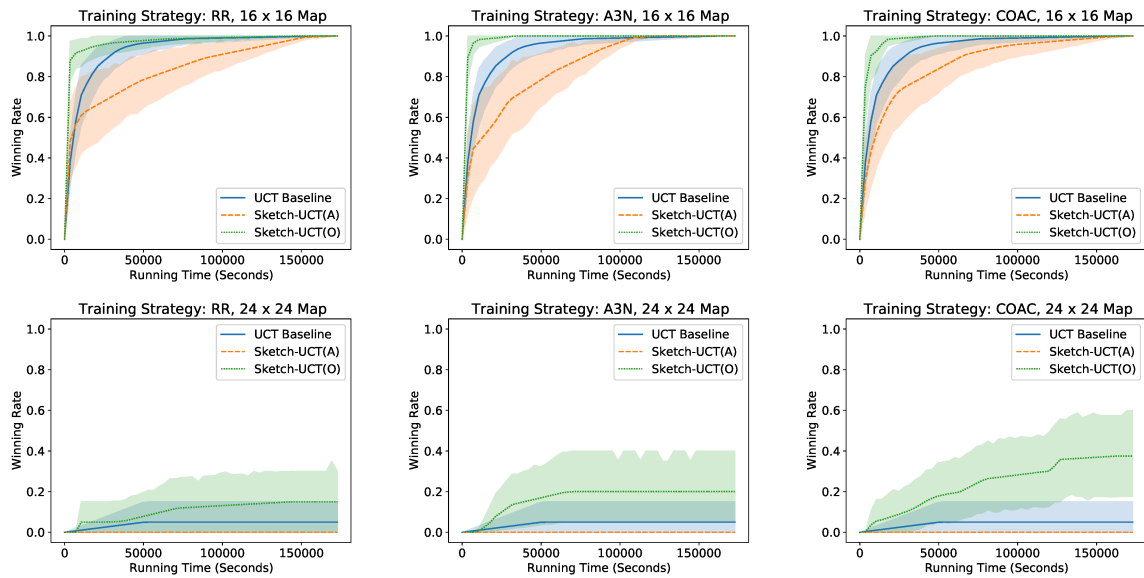 Training Strategy: RR, 16 x 16 Map
1.0
0.8
0.6
0.4
0.2
0.0
Winning Rate
UCT Baseline
Sketch-UCT(A)
Sketch-UCT(O)
0 50000 100000 150000
Running Time (Seconds)
Training Strategy: A3N, 16 x 16 Map
1.0
0.8
0.6
0.4
0.2
0.0
Winning Rate
UCT Baseline
Sketch-UCT(A)
Sketch-UCT(O)
0 50000 100000 150000
Running Time (Seconds)
Training Strategy: COAC, 16 x 16 Map
1.0
0.8
0.6
0.4
0.2
0.0
Winning Rate
UCT Baseline
Sketch-UCT(A)
Sketch-UCT(O)
0 50000 100000 150000
Running Time (Seconds)
Training Strategy: RR, 24 x 24 Map
1.0
0.8
0.6
0.4
0.2
0.0
Winning Rate
UCT Baseline
Sketch-UCT(A)
Sketch-UCT(O)
0 50000 100000 150000
Running Time (Seconds)
Training Strategy: A3N, 24 x 24 Map
1.0
0.8
0.6
0.4
0.2
0.0
Winning Rate
UCT Baseline
Sketch-UCT(A)
Sketch-UCT(O)
0 50000 100000 150000
Running Time (Seconds)
Training Strategy: COAC, 24 x 24 Map
1.0
0.8
0.6
0.4
0.2
0.0
Winning Rate
UCT Baseline
Sketch-UCT(A)
Sketch-UCT(O)
0 50000 100000 150000
Running Time (Seconds)